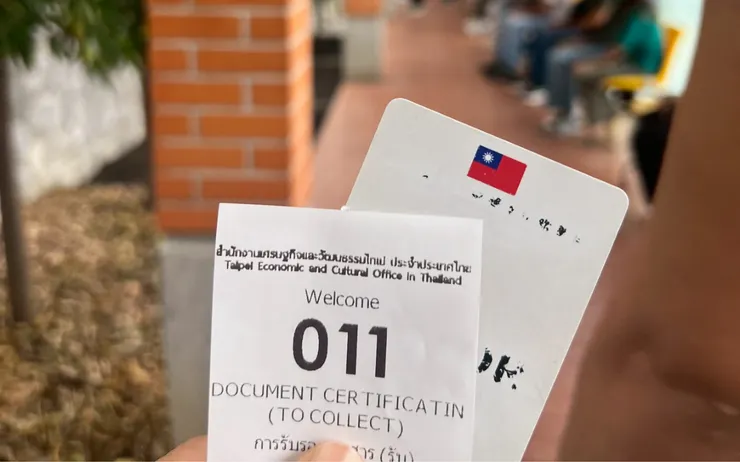 สำนักงานเศรษฐกิจและวัฒนธรรมไทเป ประจำประเทศไทย
Taipei Economic and Cultural Office in Thailand
Welcome
011
DOCUMENT CERTIFICATIN
(TO COLLECT)
(รับ)